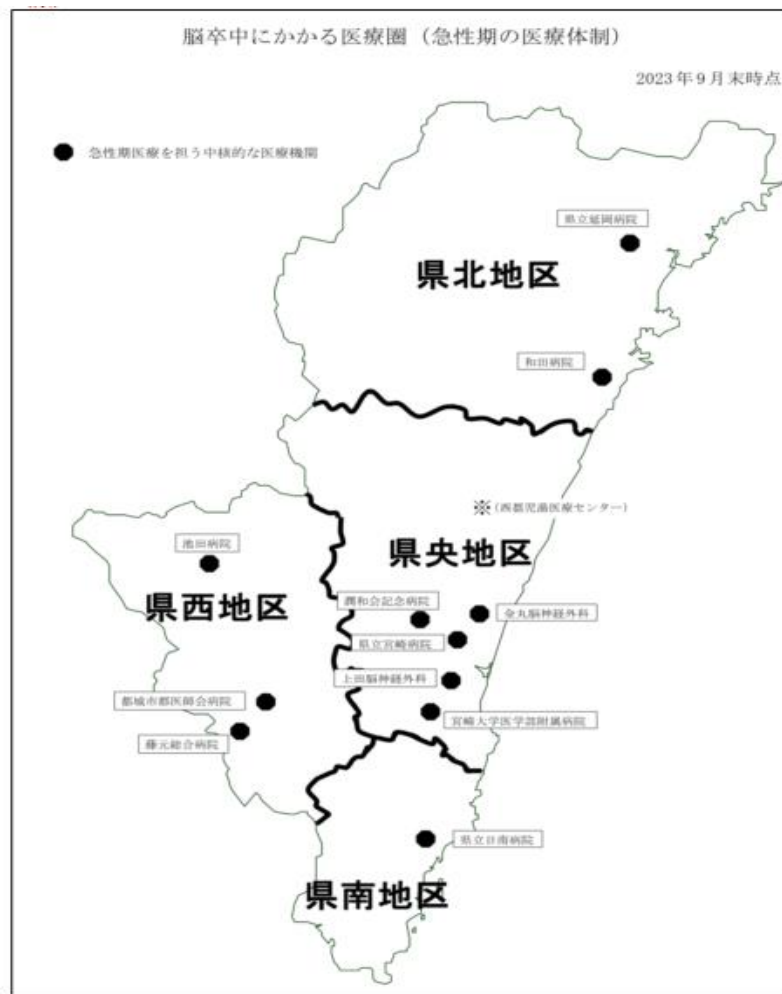 脳卒中にかかる医療圏（急性期の医療体制）
2023年9月末時点
● 急性期医療を担う中核的な医療機関
県立延岡病院
県北地区
和田病院
※(西都児湯医療センター)
池田病院
県央地区
県西地区
潤和会記念病院
金丸脳神経外科
県立宮崎病院
上田脳神経外科
都城市郡医師会病院
宮崎大学医学部附属病院
藤元総合病院
県立日南病院
県南地区